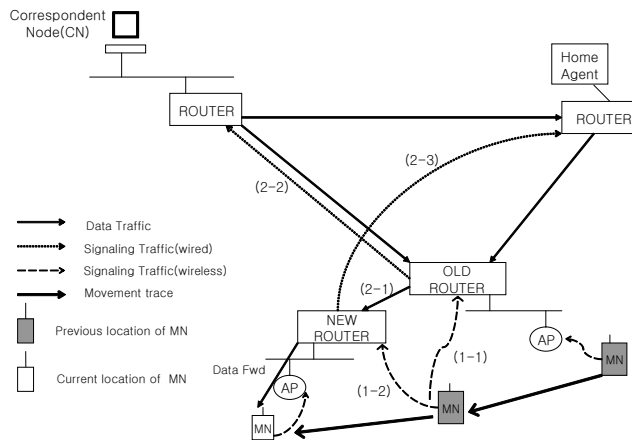 Correspondent
Node(CN)
Home
Agent
ROUTER
ROUTER
(2-3)
(2-2)
Data Traffic
Signaling Traffic(wired)
Signaling Traffic(wireless)
Movement trace
Previous location of MN
Current location of MN
OLD
ROUTER
(2-1)
NEW
ROUTER
AP
(1-1)
MN
Data Fwd
AP
(1-2)
MN
MN